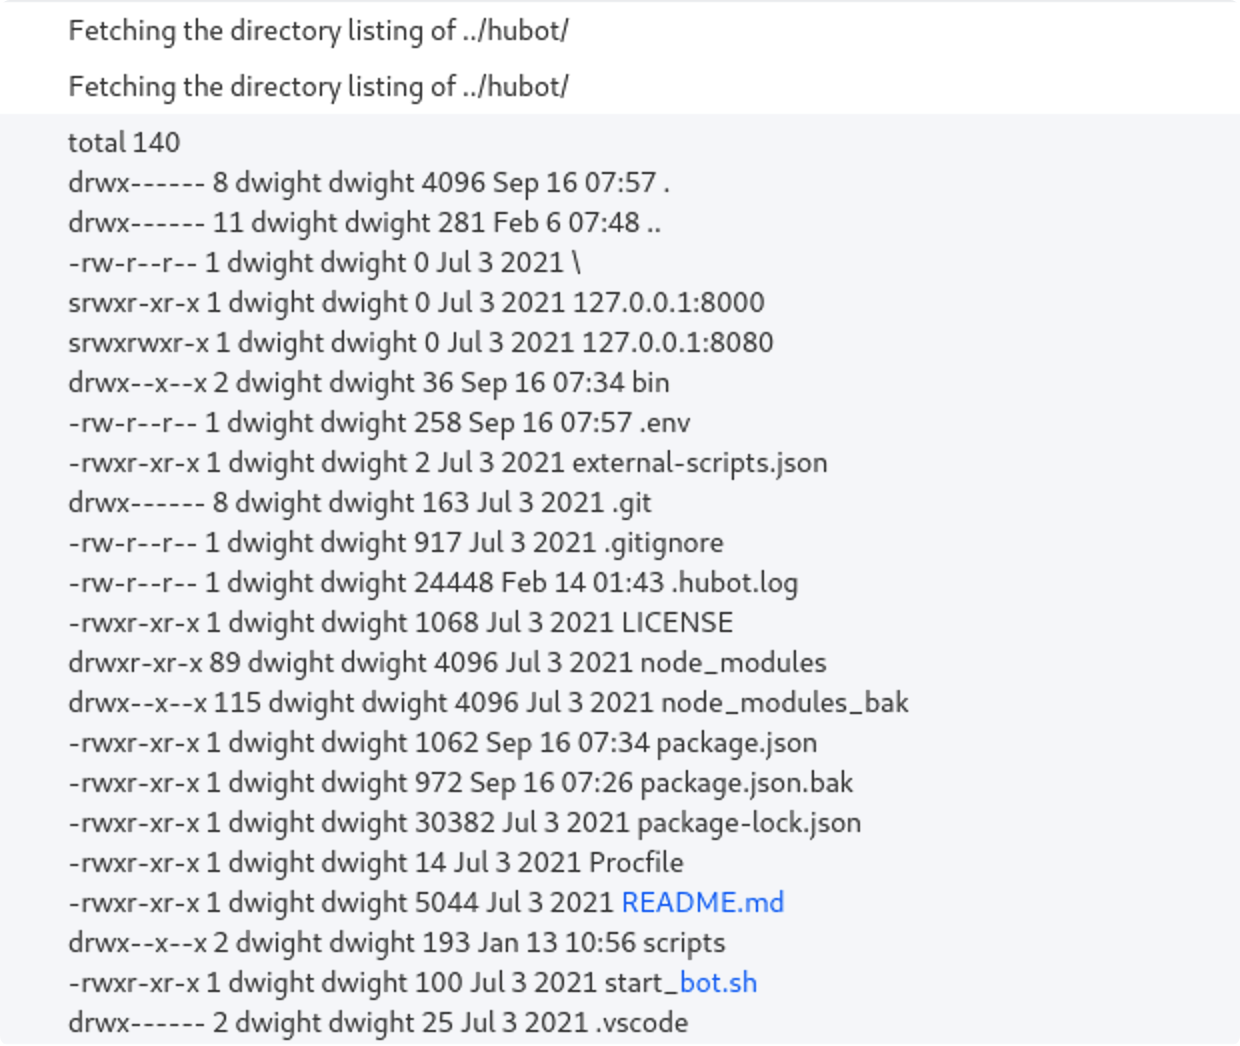 Fetching the directory listing of ../hubot/
Fetching the directory listing of ../hubot/
total 140
drwx------ 8 dwight dwight 4096 Sep 16 07:57 .
drwx------ 11 dwight dwight 281 Feb 6 07:48 ..
-rw-r--r-- 1 dwight dwight 0 Jul 3 2021 \
srwxr-xr-x 1 dwight dwight 0 Jul 3 2021 127.0.0.1:8000
srwxrwxr-x 1 dwight dwight 0 Jul 3 2021 127.0.0.1:8080
drwx--x--x 2 dwight dwight 36 Sep 16 07:34 bin
-rw-r--r-- 1 dwight dwight 258 Sep 16 07:57 .env
-rwxr-xr-x 1 dwight dwight 2 Jul 3 2021 external-scripts.json
drwx------ 8 dwight dwight 163 Jul 3 2021 .git
-rw-r--r-- 1 dwight dwight 917 Jul 3 2021 .gitignore
-rw-r--r-- 1 dwight dwight 24448 Feb 14 01:43 .hubot.log
-rwxr-xr-x 1 dwight dwight 1068 Jul 3 2021 LICENSE
drwxr-xr-x 89 dwight dwight 4096 Jul 3 2021 node_modules
drwx--x--x 115 dwight dwight 4096 Jul 3 2021 node_modules_bak
-rwxr-xr-x 1 dwight dwight 1062 Sep 16 07:34 package.json
-rwxr-xr-x 1 dwight dwight 972 Sep 16 07:26 package.json.bak
-rwxr-xr-x 1 dwight dwight 30382 Jul 3 2021 package-lock.json
-rwxr-xr-x 1 dwight dwight 14 Jul 3 2021 Procfile
-rwxr-xr-x 1 dwight dwight 5044 Jul 3 2021 README.md
drwx--x--x 2 dwight dwight 193 Jan 13 10:56 scripts
-rwxr-xr-x 1 dwight dwight 100 Jul 3 2021 start_bot.sh
drwx------ 2 dwight dwight 25 Jul 3 2021 .vscode